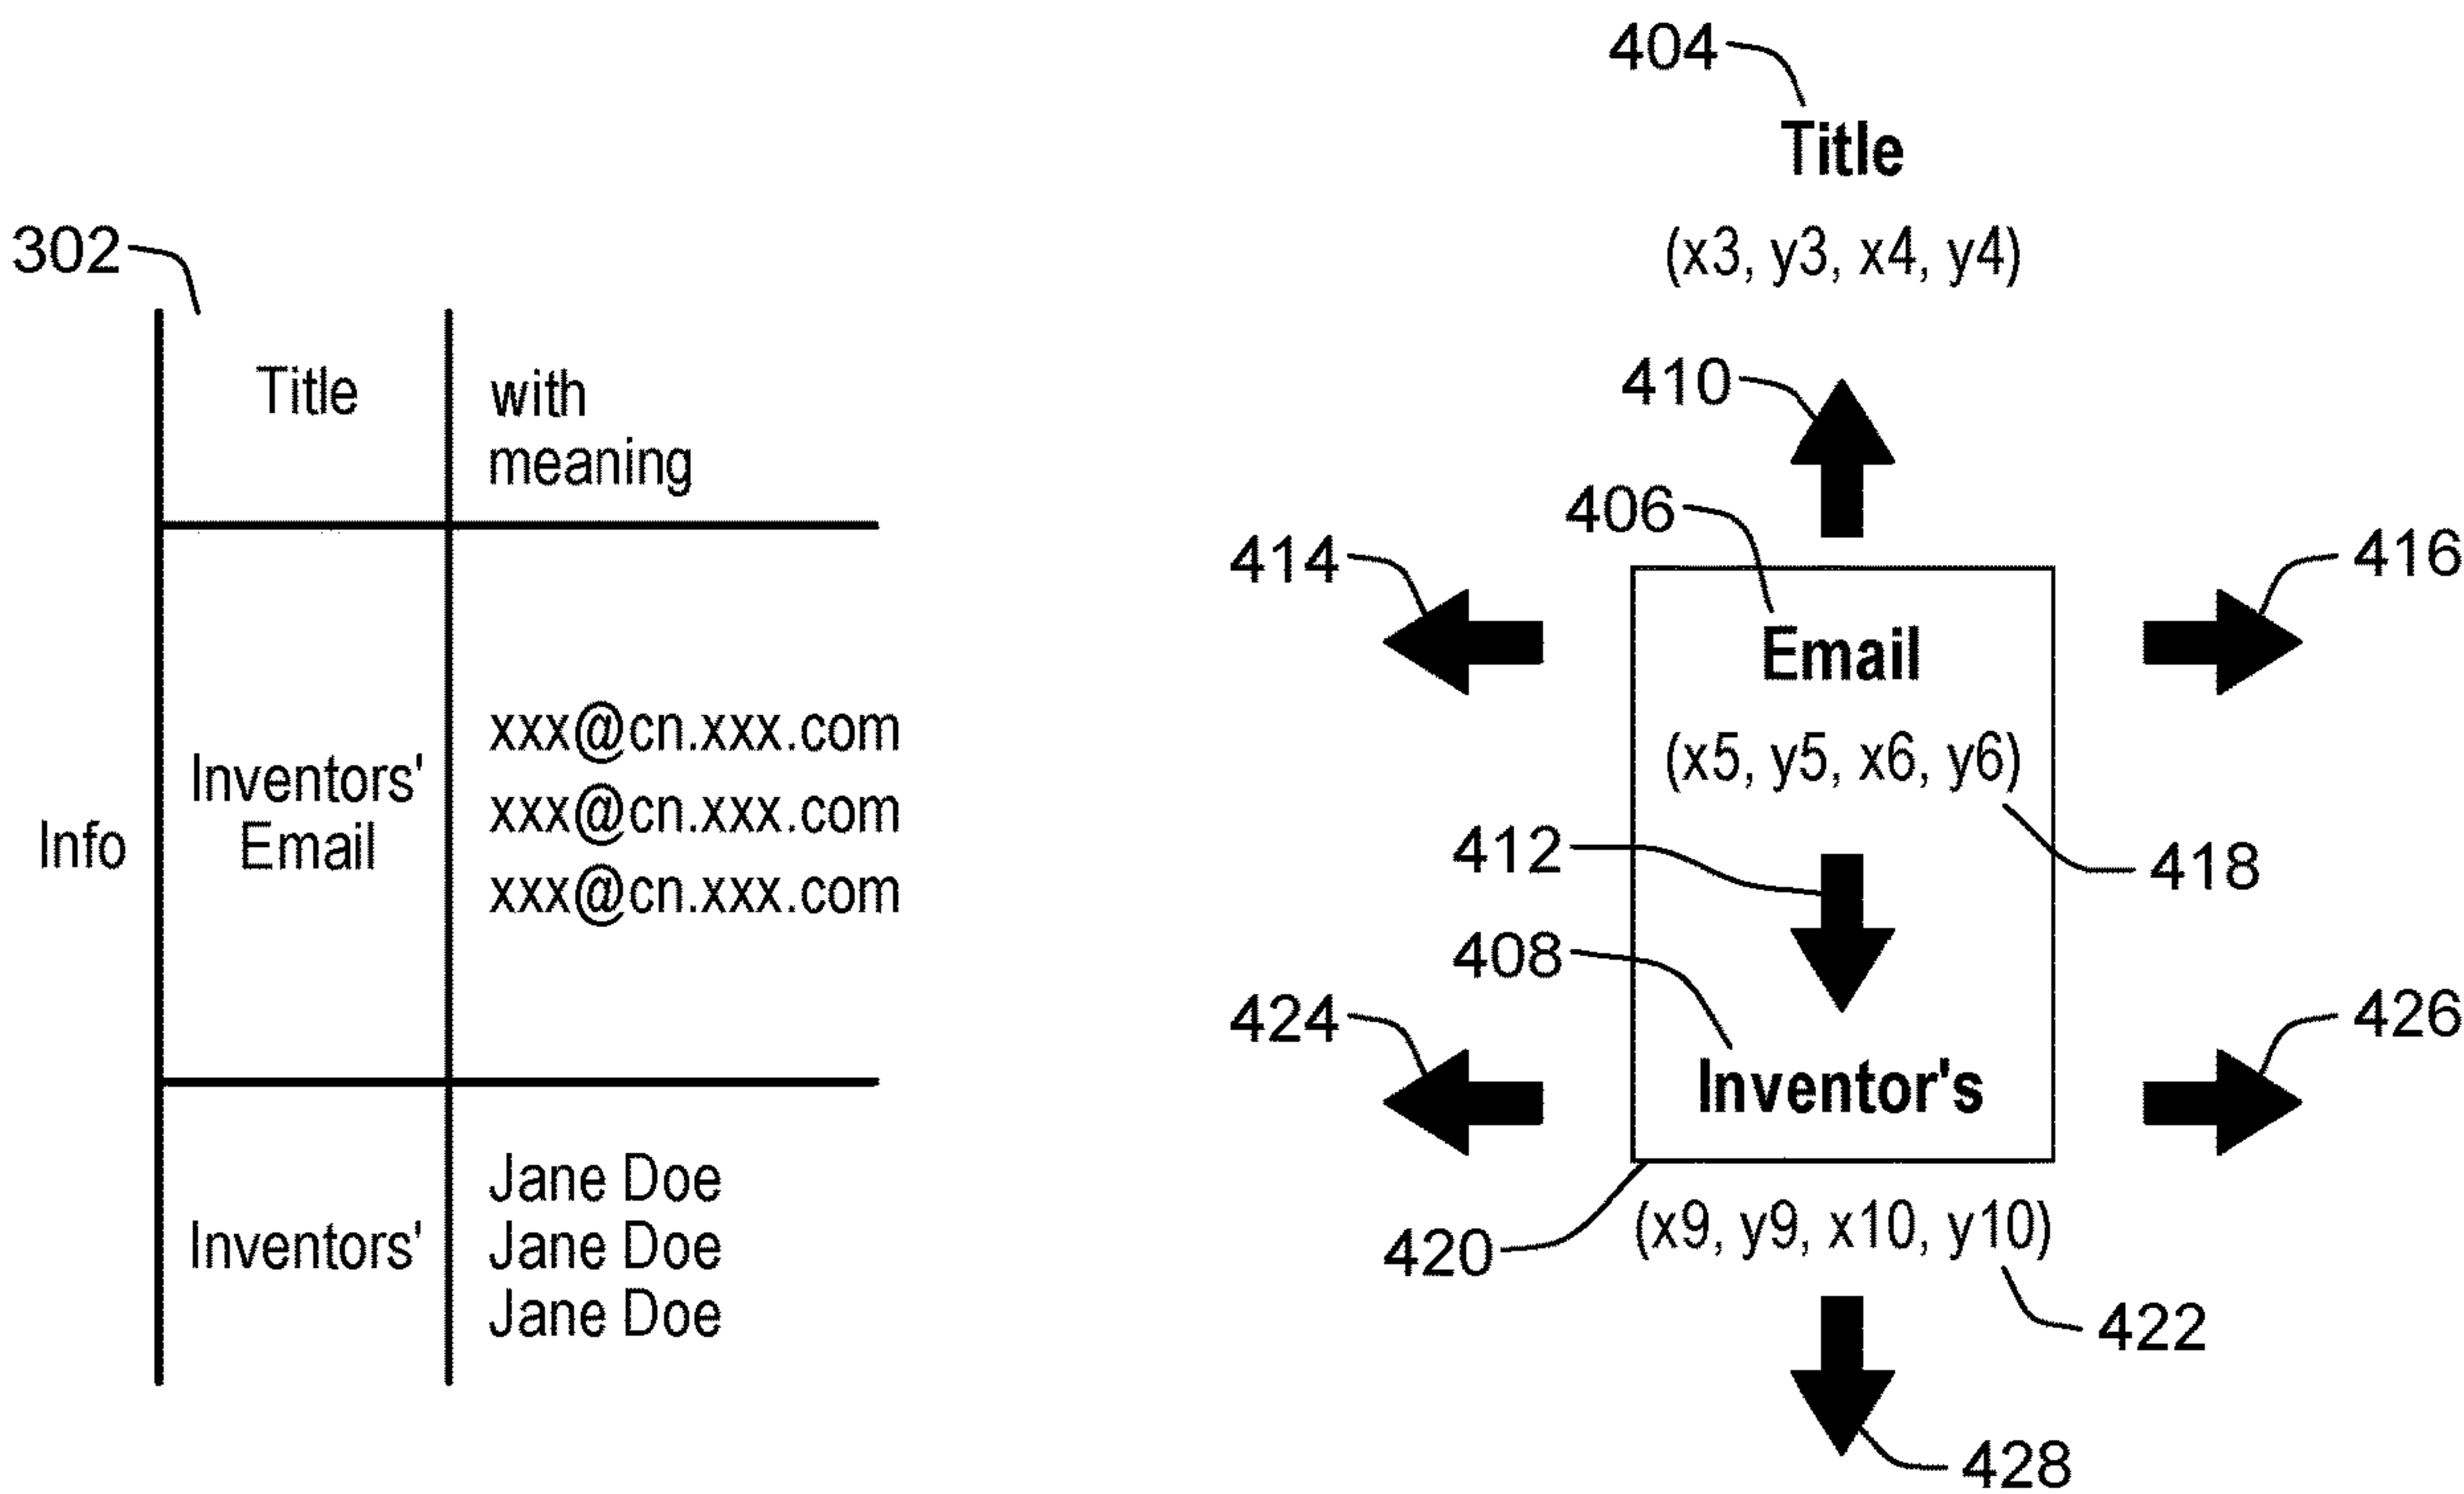 302
Title
with
meaning
Info
Inventors'
Email
xxx@cn.xxx.com
xxx@cn.xxx.com
xxx@cn.xxx.com
Inventors'
Jane Doe
Jane Doe
Jane Doe
404
Title
(x3, y3, x4, y4)
410
406
414
416
Email
(x5, y5, x6, y6)
412
418
408
424
426
Inventor's
420
(x9, y9, x10, y10)
422
428